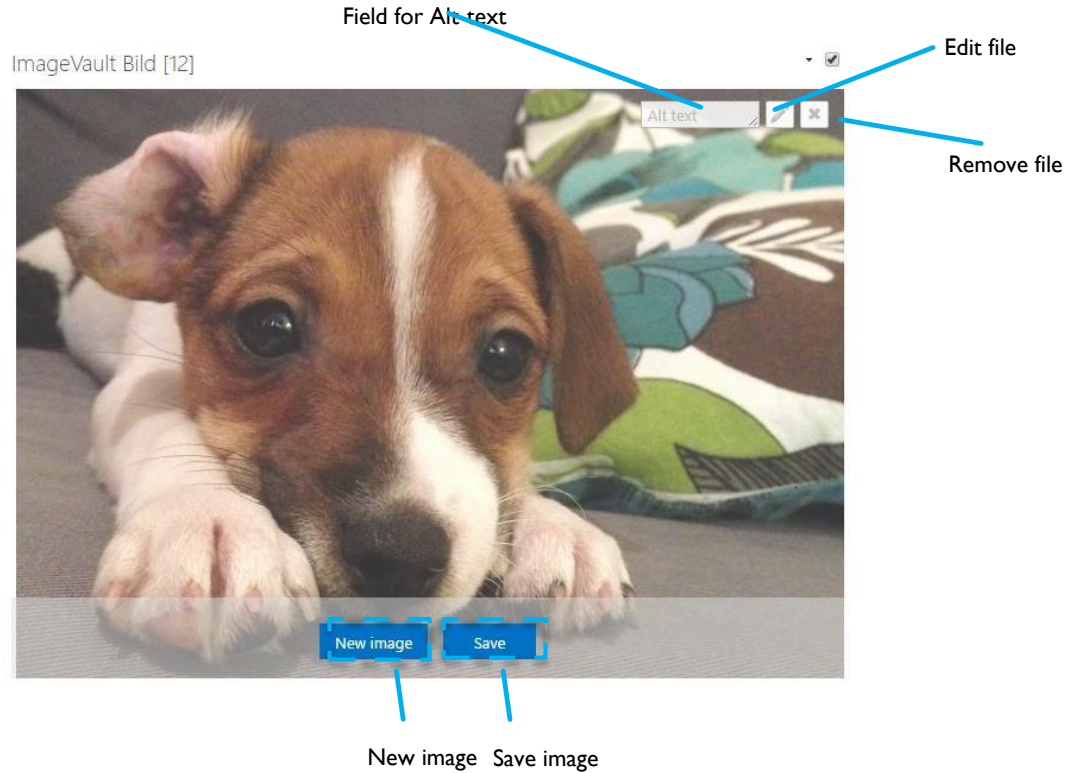 Field for Alt text
Edit file
ImageVault Bild [12]
Alt text
Remove file
New image
Save
New image
Save image